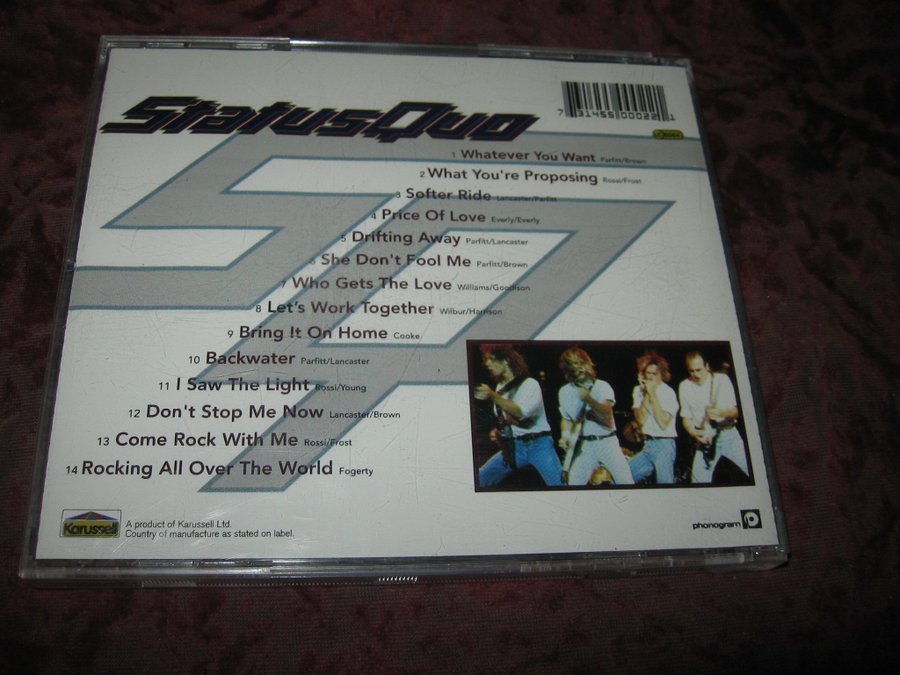 StatusQuo
7 31455 00022 1
1 Whatever You Want Parfitt/Brown
2 What You're Proposing Rossi/Frost
3 Softer Ride Lancaster/Parfitt
4 Price Of Love Everly/Everly
5 Drifting Away Parfitt/Lancaster
6 She Don't Fool Me Parfitt/Brown
7 Who Gets The Love Williams/Goodison
8 Let's Work Together Wilbur/Harrison
9 Bring It On Home Cooke
10 Backwater Parfitt/Lancaster
11 I Saw The Light Rossi/Young
12 Don't Stop Me Now Lancaster/Brown
13 Come Rock With Me Rossi/Frost
14 Rocking All Over The World Fogerty
Karussell
A product of Karussell Ltd.
Country of manufacture as stated on label.
phonogram